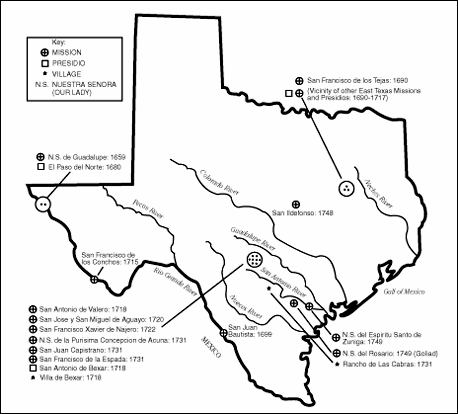 Key:
MISSION
PRESIDIO
VILLAGE
N.S. NUESTRA SENORA
(OUR LADY)
San Francisco de los Tejas: 1690
(Vicinity of other East Texas Missions
and Presidios: 1690-1717)
N.S. de Guadalupe: 1659
El Paso del Norte: 1680
Colorado River
Neches River
Pecos River
San Ildefonso: 1748
Guadalupe River
San Francisco de
los Conchos: 1715
Rio Grande River
San Antonio River
Nueces River
Gulf of Mexico
San Antonio de Valero: 1718
San Jose y San Miguel de Aguayo: 1720
San Francisco Xavier de Najero: 1722
N.S. de la Purisima Concepcion de Acuna: 1731
San Juan Capistrano: 1731
San Francisco de la Espada: 1731
San Antonio de Bexar: 1718
Villa de Bexar: 1718
San Juan
Bautista: 1699
MEXICO
N.S. del Espiritu Santo de
Zuniga: 1749
N.S. del Rosario: 1749 (Goliad)
Rancho de Las Cabras: 1731